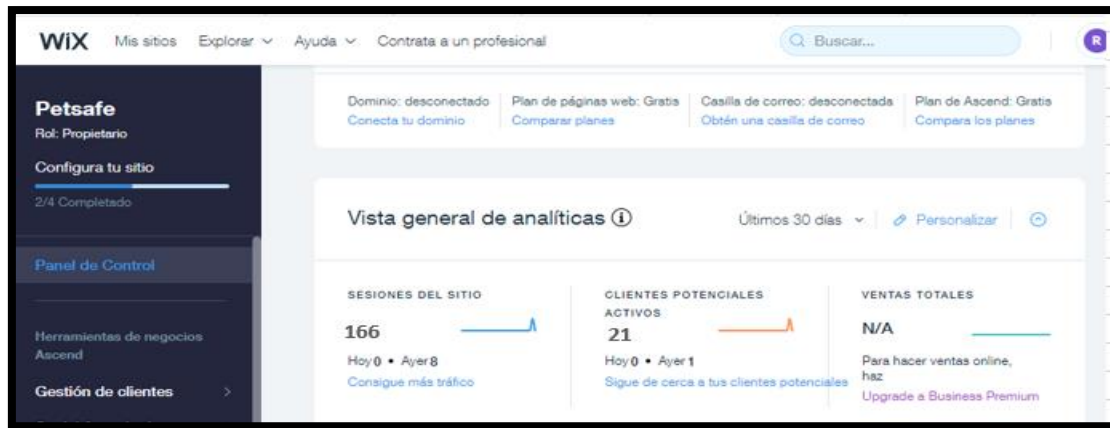 WiX Mis sitios Explorar Ayuda Contrata a un profesional Buscar... R
Petsafe
Rol: Propietario
Configura tu sitio
2/4 Completado
Panel de Control
Herramientas de negocios
Ascend
Gestión de clientes
Dominio: desconectado
Conecta tu dominio
Plan de páginas web: Gratis
Comparar planes
Casilla de correo: desconectada
Obtén una casilla de correo
Plan de Ascend: Gratis
Compara los planes
Vista general de analíticas
Últimos 30 días
Personalizar
SESIONES DEL SITIO
166
Hoy 0 • Ayer 8
Consigue más tráfico
CLIENTES POTENCIALES
ACTIVOS
21
Hoy 0 • Ayer 1
Sigue de cerca a tus clientes potenciales
VENTAS TOTALES
N/A
Para hacer ventas online,
haz
Upgrade a Business Premium